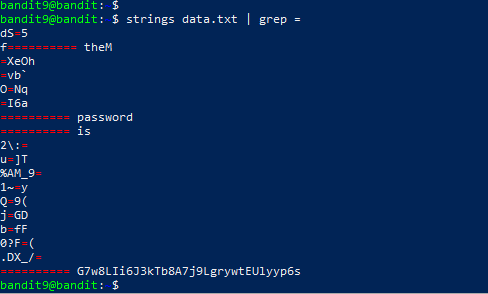 bandit9@bandit:~$
bandit9@bandit:~$ strings data.txt | grep =
dS=5
f========== theM
=XeOh
=vb`
O=Nq
=I6a
========== password
========== is
2\:=
u=]T
%AM_9=
1~=y
Q=9(
j=GD
b=fF
0?F=(
.DX_/=
========== G7w8LIi6J3kTb8A7j9LgrywtEUlyyp6s
bandit9@bandit:~$